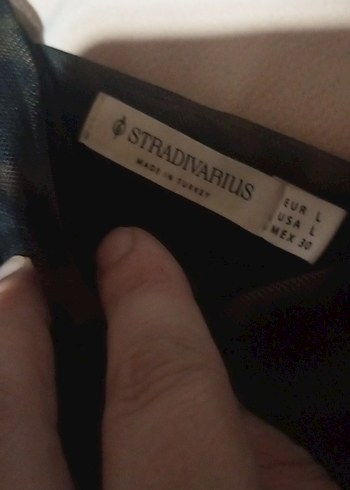 STRADIVARIUS
MADE IN TURKEY
EUR L
USA L
MEX 30